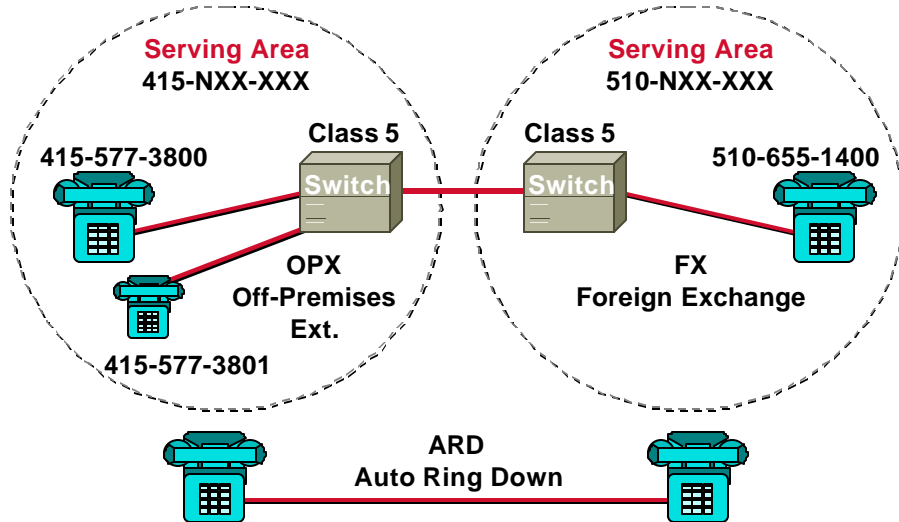 Serving Area
415-NXX-XXX
Serving Area
510-NXX-XXX
Class 5
Class 5
415-577-3800
510-655-1400
Switch
Switch
OPX
Off-Premises
Ext.
FX
Foreign Exchange
415-577-3801
ARD
Auto Ring Down